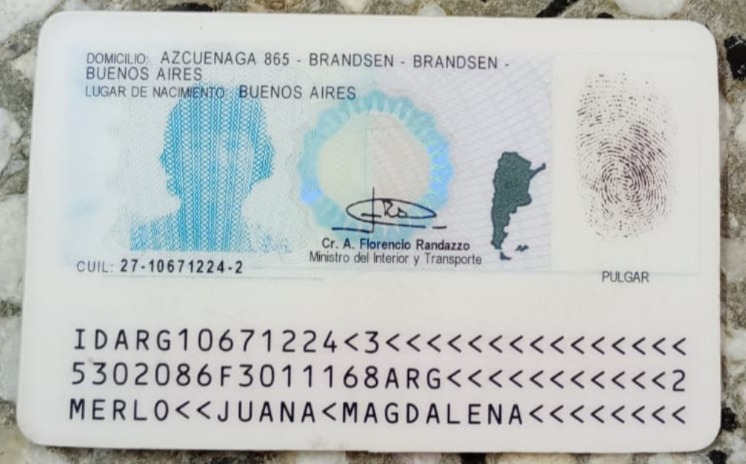 DOMICILIO: AZCUENAGA 865 - BRANDSEN - BRANDSEN -
BUENOS AIRES
LUGAR DE NACIMIENTO: BUENOS AIRES
Cr. A. Florencio Randazzo
Ministro del Interior y Transporte
CUIL: 27-10671224-2
PULGAR
IDARG10671224<3<<<<<<<<<<<<<<<
5302086F3011168ARG<<<<<<<<<<<2
MERLO<<JUANA<MAGDALENA<<<<<<<<